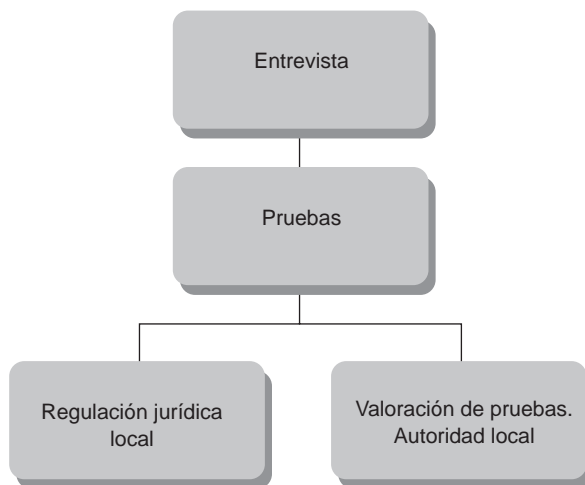 Entrevista
Pruebas
Regulación jurídica
local
Valoración de pruebas.
Autoridad local